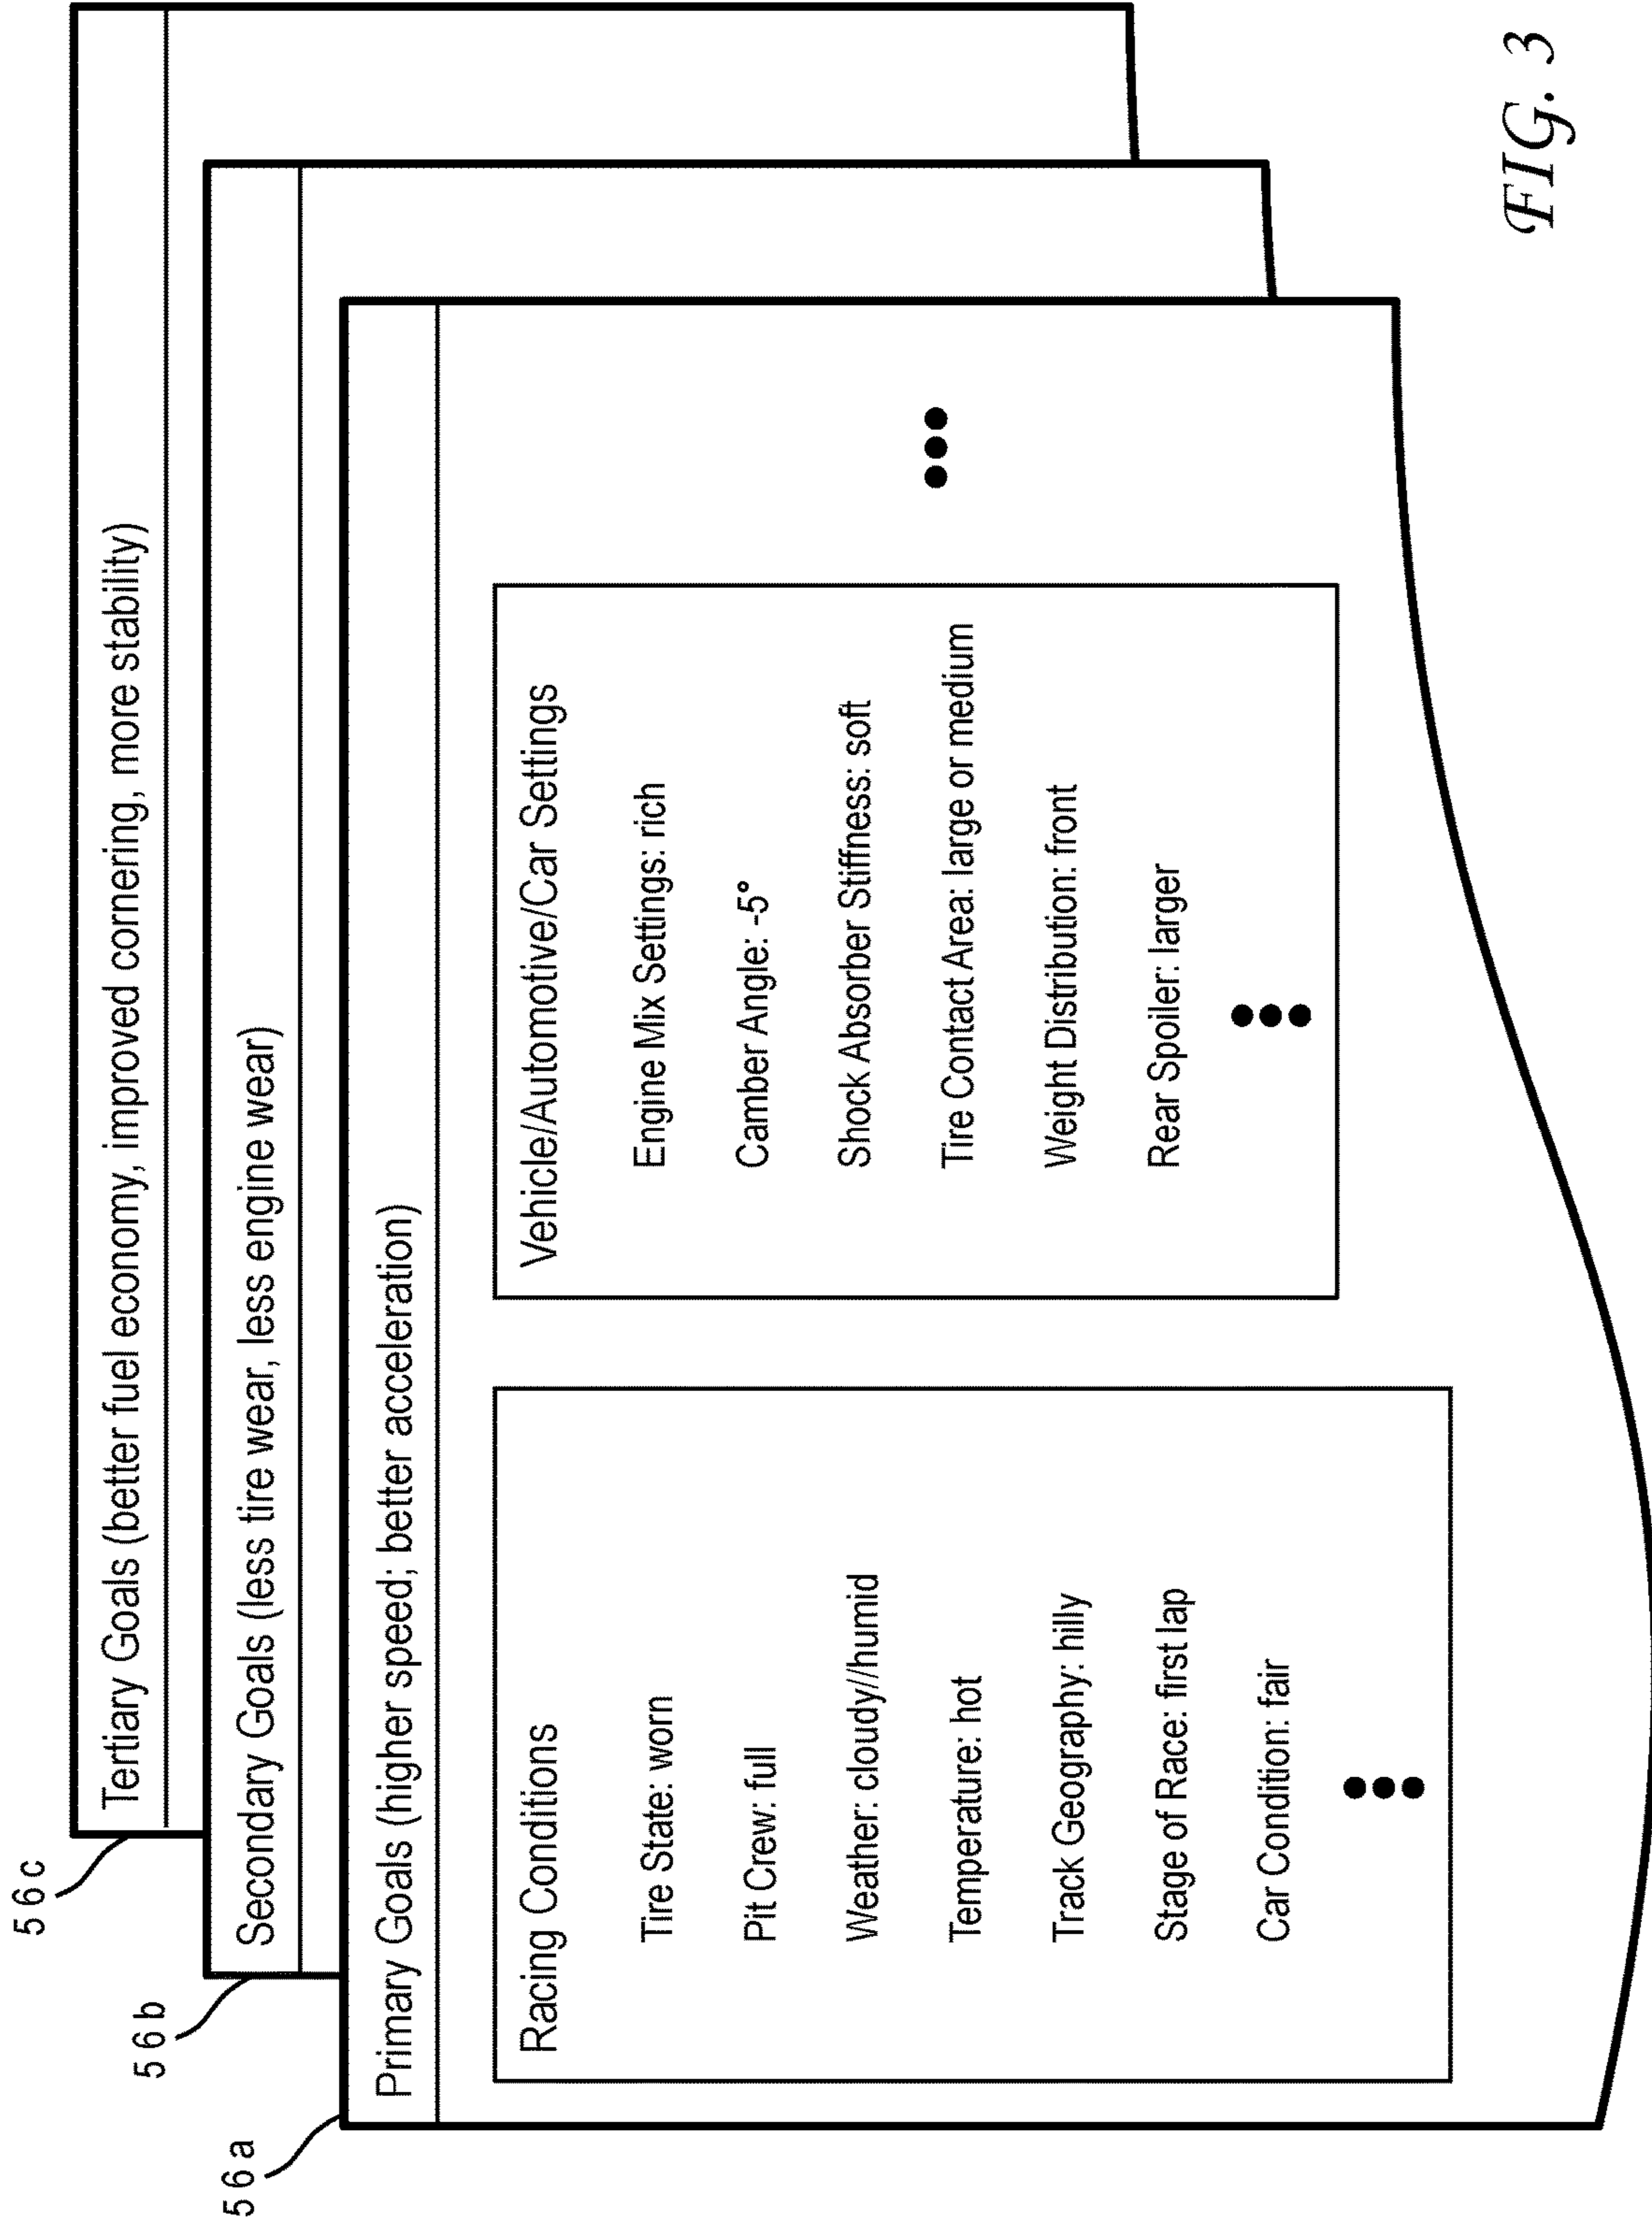 56c
Tertiary Goals (better fuel economy, improved cornering, more stability)
56b
Secondary Goals (less tire wear, less engine wear)
56a
Primary Goals (higher speed; better acceleration)
Racing Conditions
Tire State: worn
Pit Crew: full
Weather: cloudy//humid
Temperature: hot
Track Geography: hilly
Stage of Race: first lap
Car Condition: fair
Vehicle/Automotive/Car Settings
Engine Mix Settings: rich
Camber Angle: -5°
Shock Absorber Stiffness: soft
Tire Contact Area: large or medium
Weight Distribution: front
Rear Spoiler: larger
FIG. 3